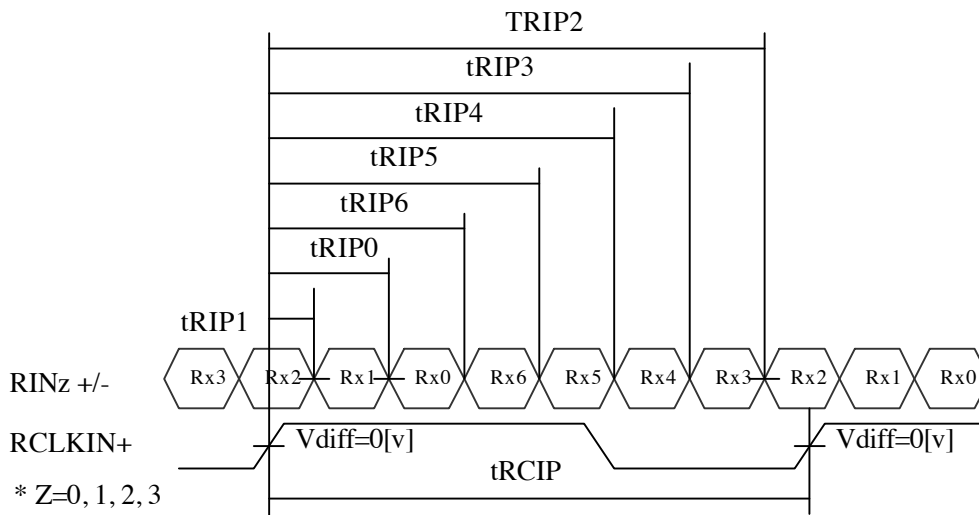 TRIP2
tRIP3
tRIP4
tRIP5
tRIP6
tRIP0
tRIP1
RINz +/- Rx3 Rx2 Rx1 Rx0 Rx6 Rx5 Rx4 Rx3 Rx2 Rx1 Rx0
RCLKIN+ Vdiff=0[v] Vdiff=0[v]
tRCIP
* Z=0, 1, 2, 3